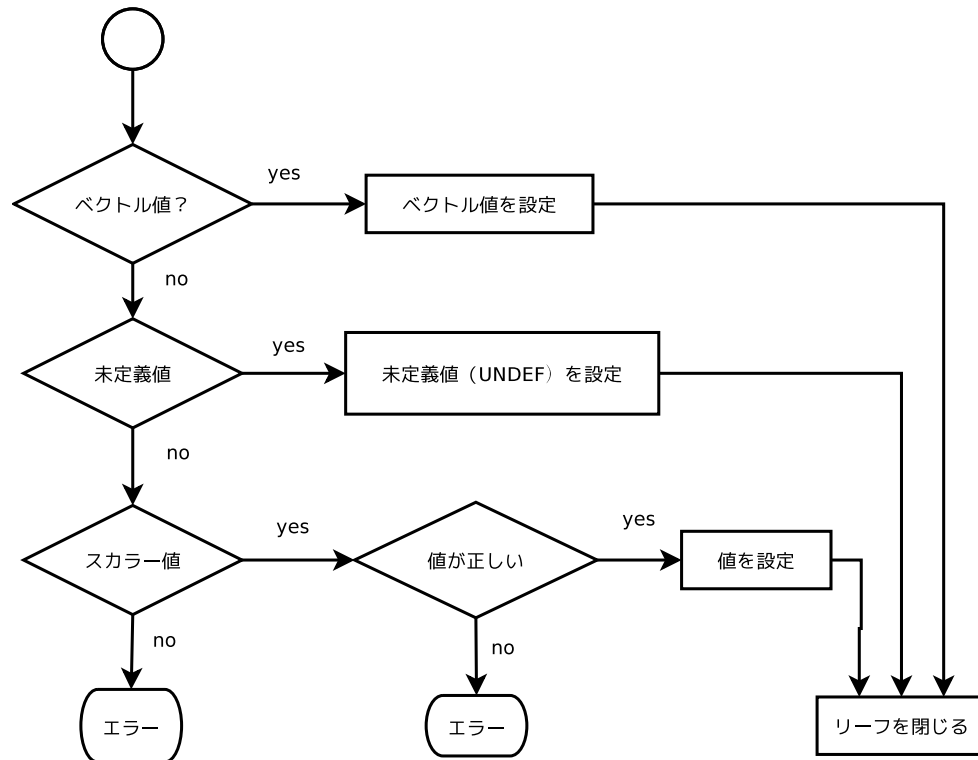 yes
ベクトル値？
ベクトル値を設定
no
yes
未定義値
未定義値（UNDEF）を設定
no
yes
yes
スカラー値
値が正しい
値を設定
no
no
エラー
エラー
リーフを閉じる